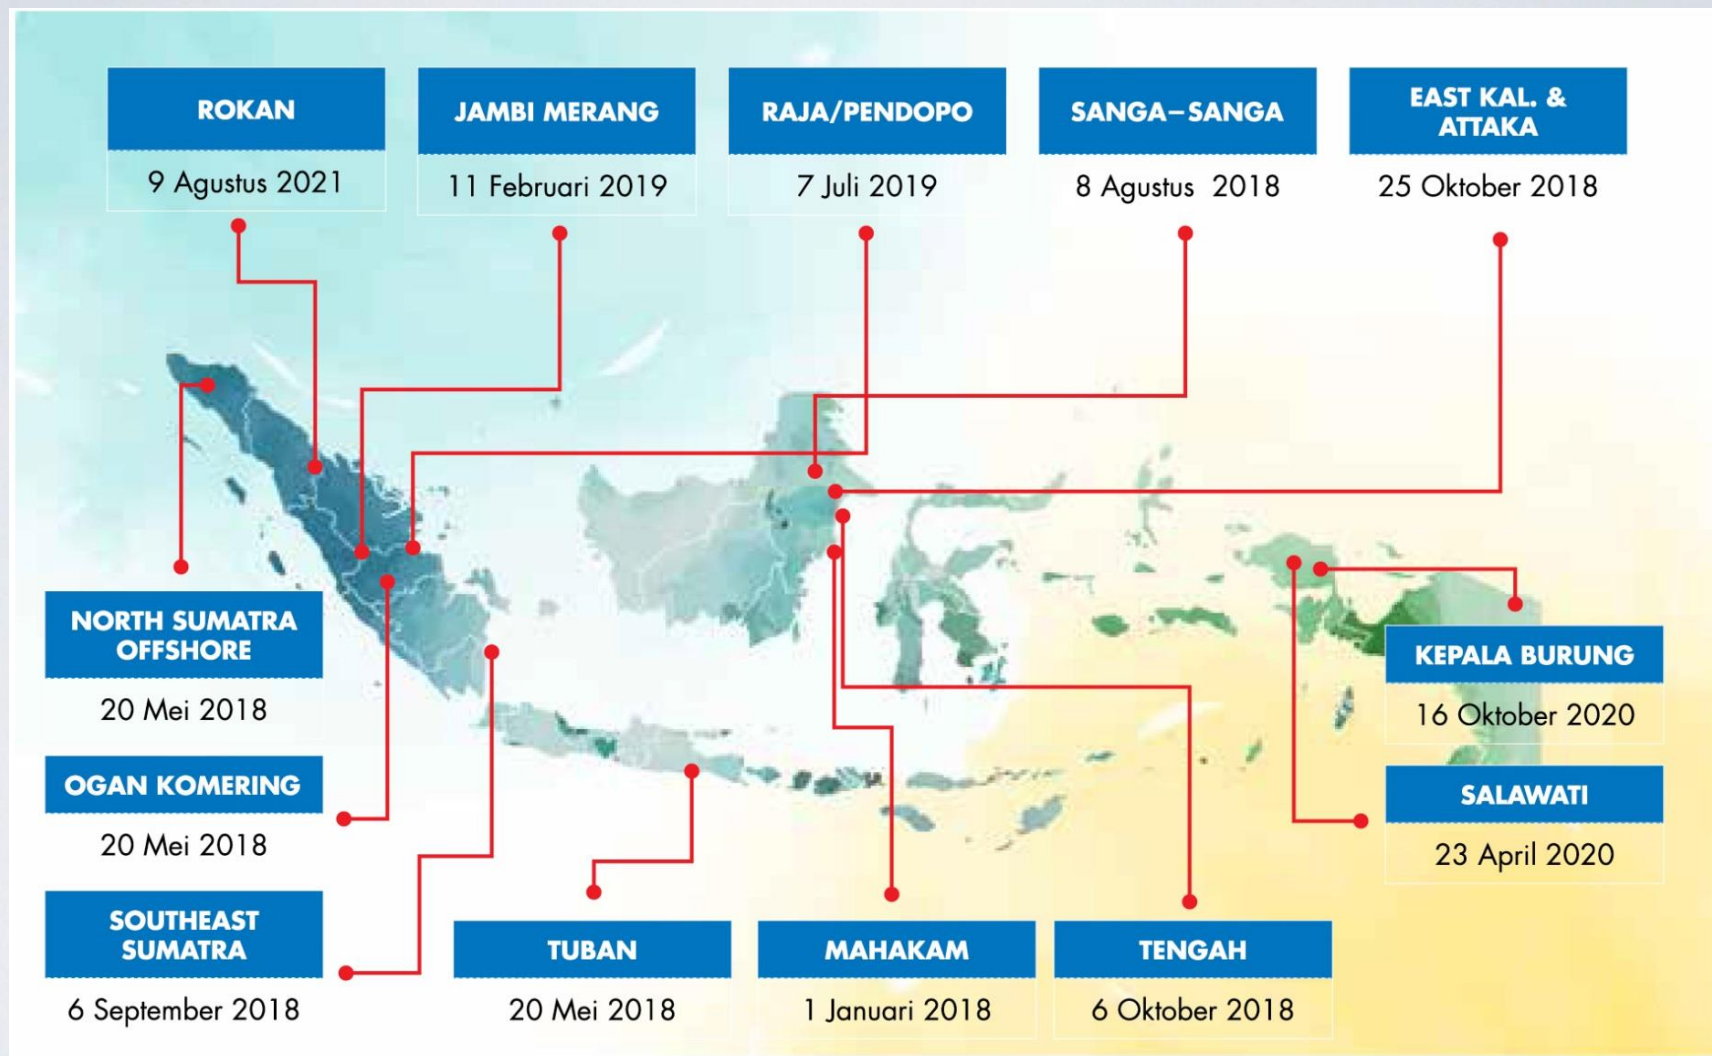 ROKAN
9 Agustus 2021
JAMBI MERANG
11 Februari 2019
RAJA/PENDOPO
7 Juli 2019
SANGA–SANGA
8 Agustus 2018
EAST KAL. &
ATTAKA
25 Oktober 2018
NORTH SUMATRA
OFFSHORE
20 Mei 2018
OGAN KOMERING
20 Mei 2018
SOUTHEAST
SUMATRA
6 September 2018
TUBAN
20 Mei 2018
MAHAKAM
1 Januari 2018
TENGAH
6 Oktober 2018
KEPALA BURUNG
16 Oktober 2020
SALAWATI
23 April 2020